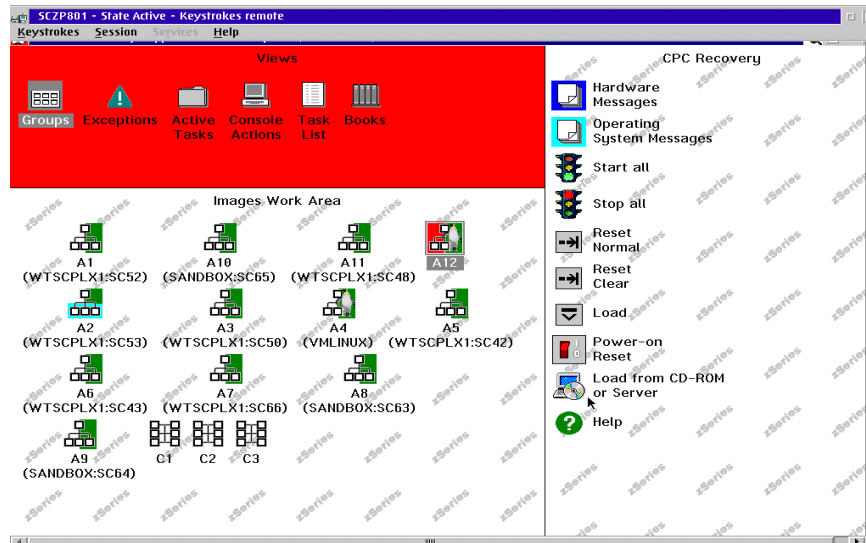 SCZP801 - State Active - Keystrokes remote
Keystrokes Session Services Help
Views
Groups Exceptions Active Tasks Console Actions Task List Books
Images Work Area
A1 A10 A11 A12
(WTSCPLX1:SC52) (SANDBOX:SC65) (WTSCPLX1:SC48)
A2 A3 A4 A5
(WTSCPLX1:SC53) (WTSCPLX1:SC50) (VMLINUX) (WTSCPLX1:SC42)
A6 A7 A8
(WTSCPLX1:SC43) (WTSCPLX1:SC66) (SANDBOX:SC63)
A9 C1 C2 C3
(SANDBOX:SC64)
CPC Recovery
Hardware
Messages
Operating
System Messages
Start all
Stop all
Reset
Normal
Reset
Clear
Load
Power-on
Reset
Load from CD-ROM
or Server
Help
zSeries